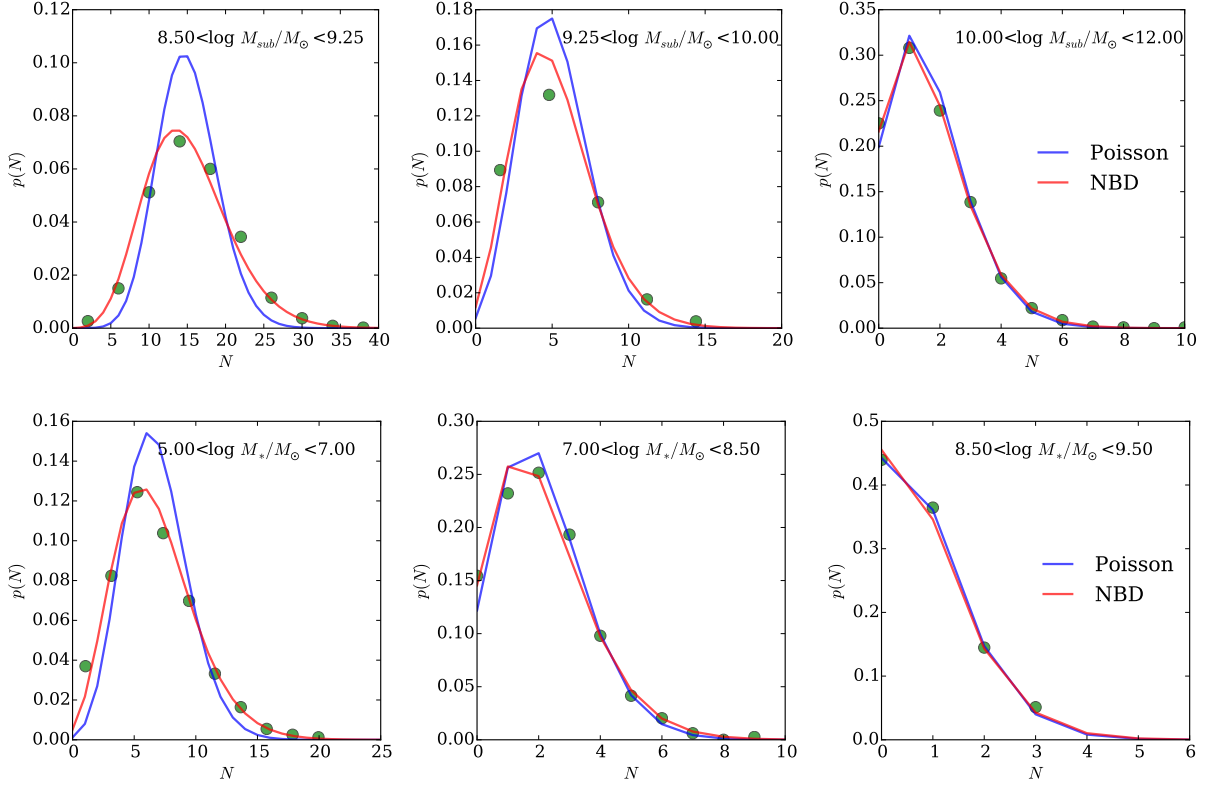 8.50<log M_sub/M_⊙<9.25
p(N)
0.12
0.10
0.08
0.06
0.04
0.02
0.00
0 5 10 15 20 25 30 35 40
N
9.25<log M_sub/M_⊙<10.00
p(N)
0.18
0.16
0.14
0.12
0.10
0.08
0.06
0.04
0.02
0.00
0 5 10 15 20
N
10.00<log M_sub/M_⊙<12.00
p(N)
0.35
0.30
0.25
0.20
0.15
0.10
0.05
0.00
0 2 4 6 8 10
N
Poisson
NBD
5.00<log M_*/M_⊙<7.00
p(N)
0.16
0.14
0.12
0.10
0.08
0.06
0.04
0.02
0.00
0 5 10 15 20 25
N
7.00<log M_*/M_⊙<8.50
p(N)
0.30
0.25
0.20
0.15
0.10
0.05
0.00
0 2 4 6 8 10
N
8.50<log M_*/M_⊙<9.50
p(N)
0.5
0.4
0.3
0.2
0.1
0.0
0 1 2 3 4 5 6
N
Poisson
NBD